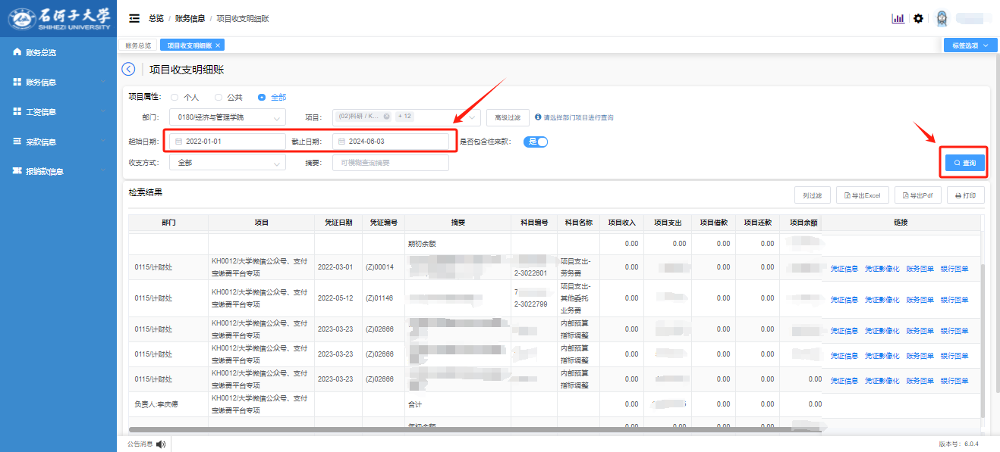 石河子大学
SHIHEZI UNIVERSITY
总览 / 账务信息 / 项目收支明细账
账务总览
账务信息
工资信息
来款信息
报销款信息
账务总览 项目收支明细账 × 标签选项
项目收支明细账
项目属性: 个人 公共 全部
部门: 0180/经济与管理学院 项目: (02)科研 / K... + 12 高级过滤 请选择部门项目进行查询
起始日期: 2022-01-01 截止日期: 2024-06-03 是否包含往来款: 是
收支方式: 全部 摘要: 可模糊查询摘要 查询
检索结果 列过滤 导出Excel 导出Pdf 打印
部门 项目 凭证日期 凭证编号 摘要 科目编号 科目名称 项目收入 项目支出 项目借款 项目还款 项目余额 链接
期初余额 0.00 0.00 0.00 0.00
0115/计财处 KH0012/大学微信公众号、支付宝缴费平台专项 2022-03-01 (Z)00014 2-3022601 项目支出-劳务费 0.00 0.00 0.00 凭证信息 凭证影像化 账务回单 银行回单
0115/计财处 KH0012/大学微信公众号、支付宝缴费平台专项 2022-05-12 (Z)01146 7 2-3022799 项目支出-其他委托业务费 0.00 0.00 0.00 凭证信息 凭证影像化 账务回单 银行回单
0115/计财处 KH0012/大学微信公众号、支付宝缴费平台专项 2023-03-23 (Z)02666 内部预算指标调整 0.00 0.00 0.00 凭证信息 凭证影像化 账务回单 银行回单
0115/计财处 KH0012/大学微信公众号、支付宝缴费平台专项 2023-03-23 (Z)02666 内部预算指标调整 0.00 0.00 0.00 凭证信息 凭证影像化 账务回单 银行回单
0115/计财处 KH0012/大学微信公众号、支付宝缴费平台专项 2023-03-23 (Z)02666 内部预算指标调整 0.00 0.00 0.00 0.00 凭证信息 凭证影像化 账务回单 银行回单
负责人:李庆德 KH0012/大学微信公众号、支付宝缴费平台专项 合计 0.00 0.00 0.00 0.00
年初余额 0.00 0.00 0.00 0.00
公告消息 版本号: 6.0.4